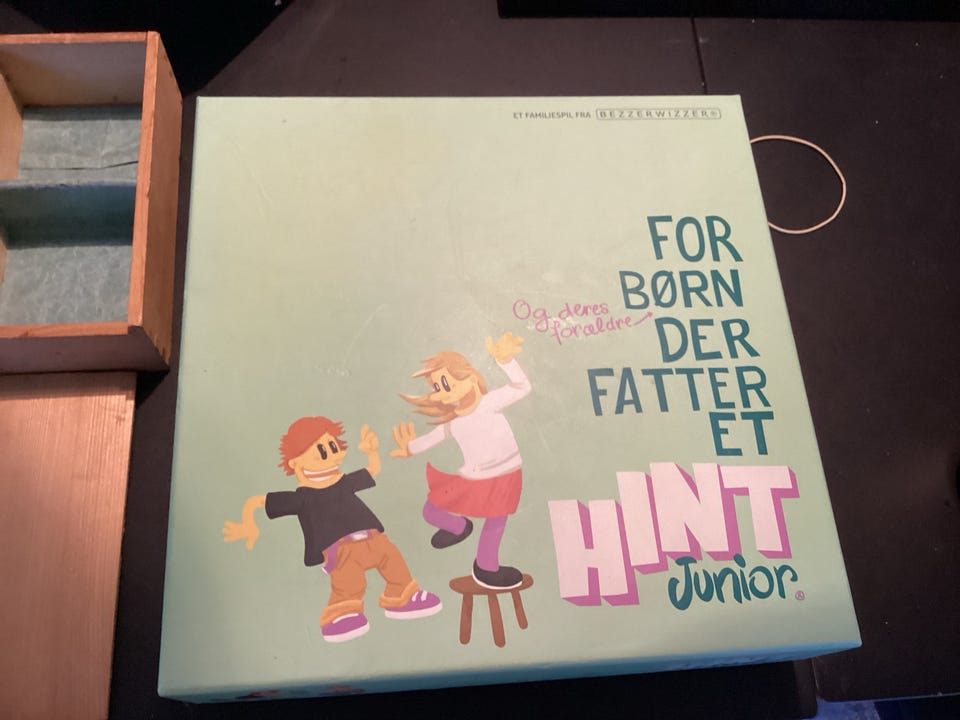 ET FAMILIESPIL FRA BEZZERWIZZER®
FOR
BØRN
Og deres
forældre
DER
FATTER
ET
HINT
Junior®